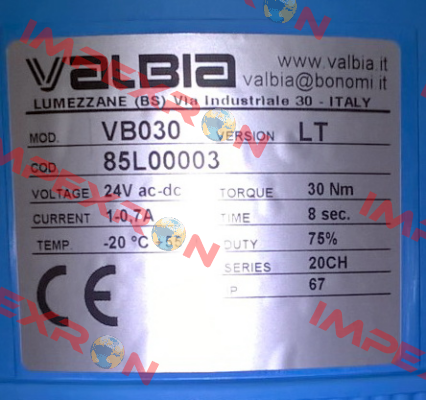 VALBIA www.valbia.it
valbia@bonomi.it
LUMEZZANE (BS) Via Industriale 30 - ITALY
MOD. VB030 VERSION LT
COD. 85L00003
VOLTAGE 24V ac-dc TORQUE 30 Nm
CURRENT 1-0,7A TIME 8 sec.
TEMP. -20 °C +55 DUTY 75%
SERIES 20CH
IP 67
CE
IMPEXRON